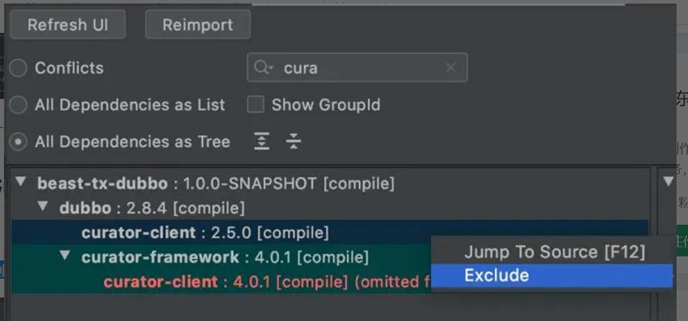 Refresh UI Reimport
Conflicts cura
All Dependencies as List Show GroupId
All Dependencies as Tree
beast-tx-dubbo : 1.0.0-SNAPSHOT [compile]
dubbo : 2.8.4 [compile]
curator-client : 2.5.0 [compile]
curator-framework : 4.0.1 [compile]
curator-client : 4.0.1 [compile] (omitted f
Jump To Source [F12]
Exclude
东